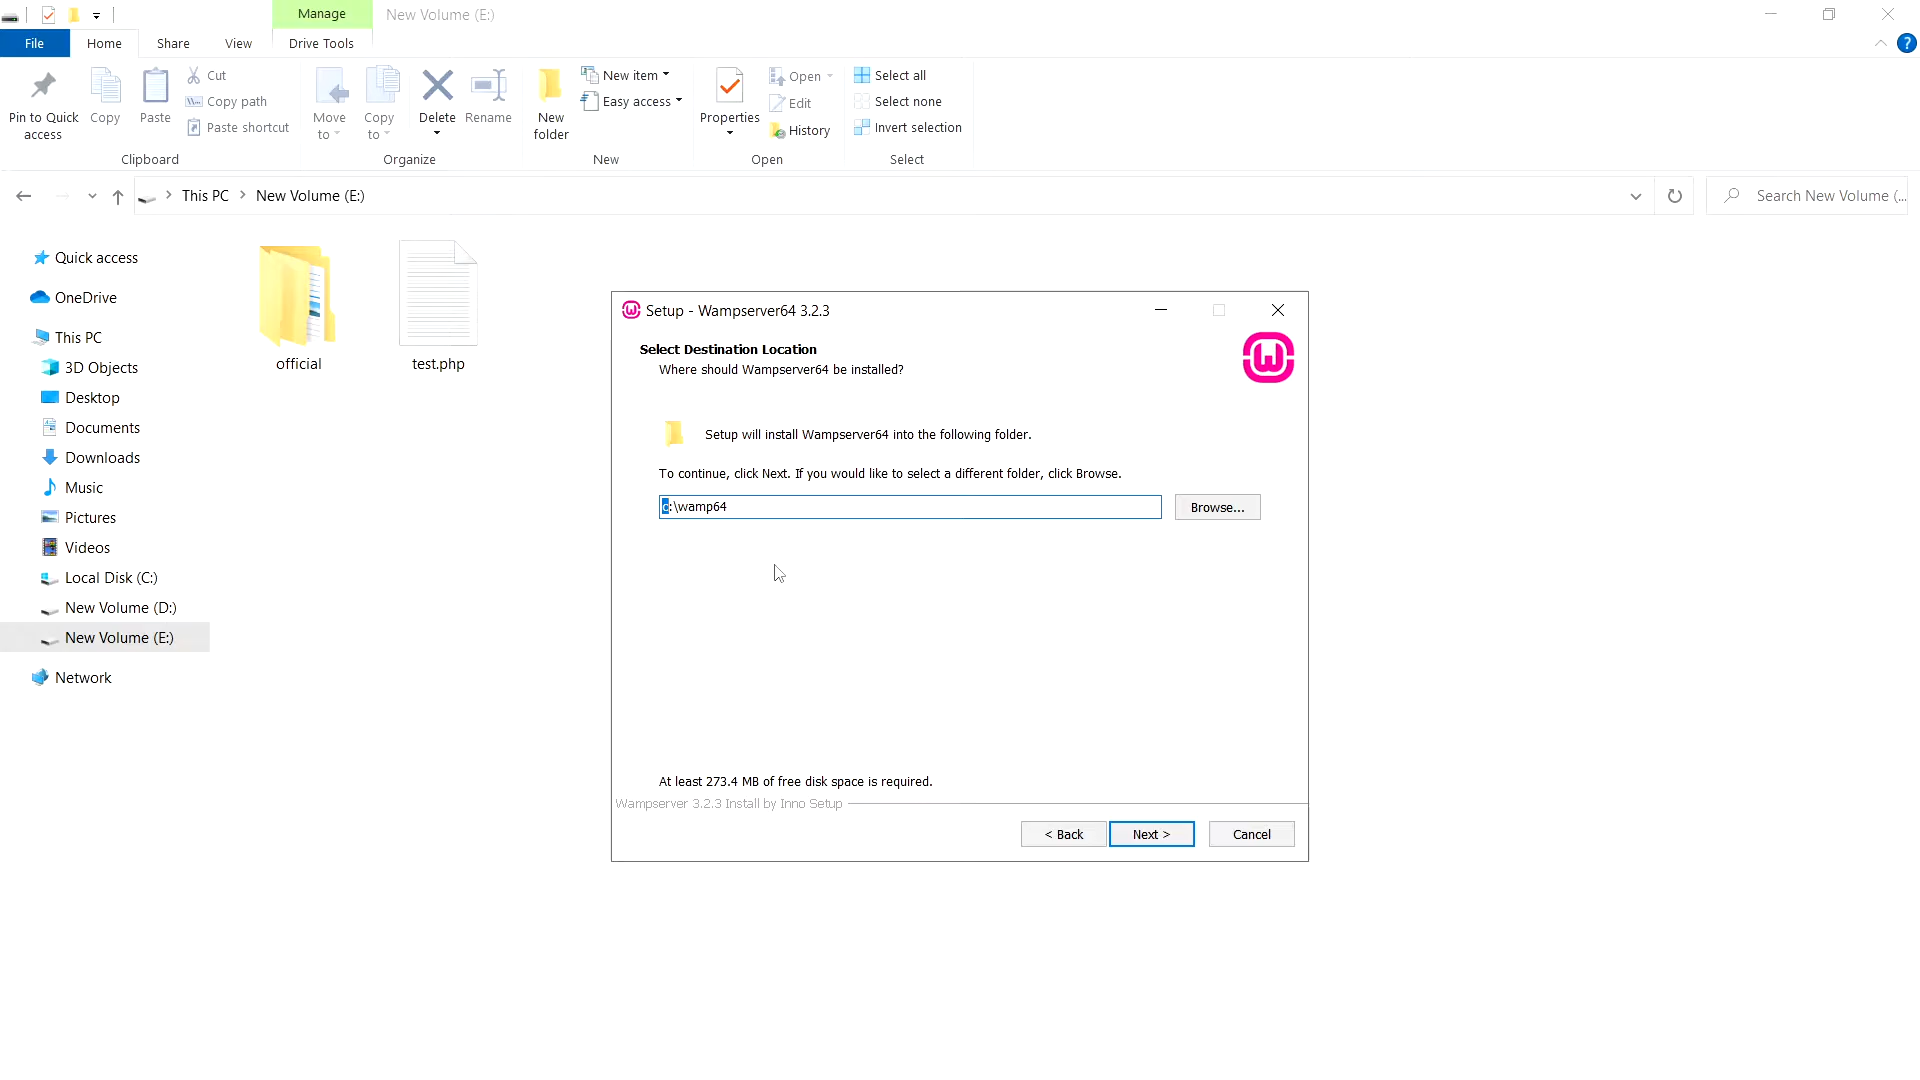 Manage
New Volume (E:)
File
Home
Share
View
Drive Tools
?
Pin to Quick access
Copy
Paste
Cut
Copy path
Paste shortcut
Clipboard
Move to
Copy to
Delete
Rename
Organize
New folder
New item
Easy access
New
Properties
Open
Edit
History
Open
Select all
Select none
Invert selection
Select
This PC
New Volume (E:)
Search New Volume (...
Quick access
OneDrive
This PC
3D Objects
Desktop
Documents
Downloads
Music
Pictures
Videos
Local Disk (C:)
New Volume (D:)
New Volume (E:)
Network
official
test.php
Setup - Wampserver64 3.2.3
Select Destination Location
Where should Wampserver64 be installed?
Setup will install Wampserver64 into the following folder.
To continue, click Next. If you would like to select a different folder, click Browse.
c:\wamp64
Browse...
At least 273.4 MB of free disk space is required.
Wampserver 3.2.3 Install by Inno Setup
< Back
Next >
Cancel